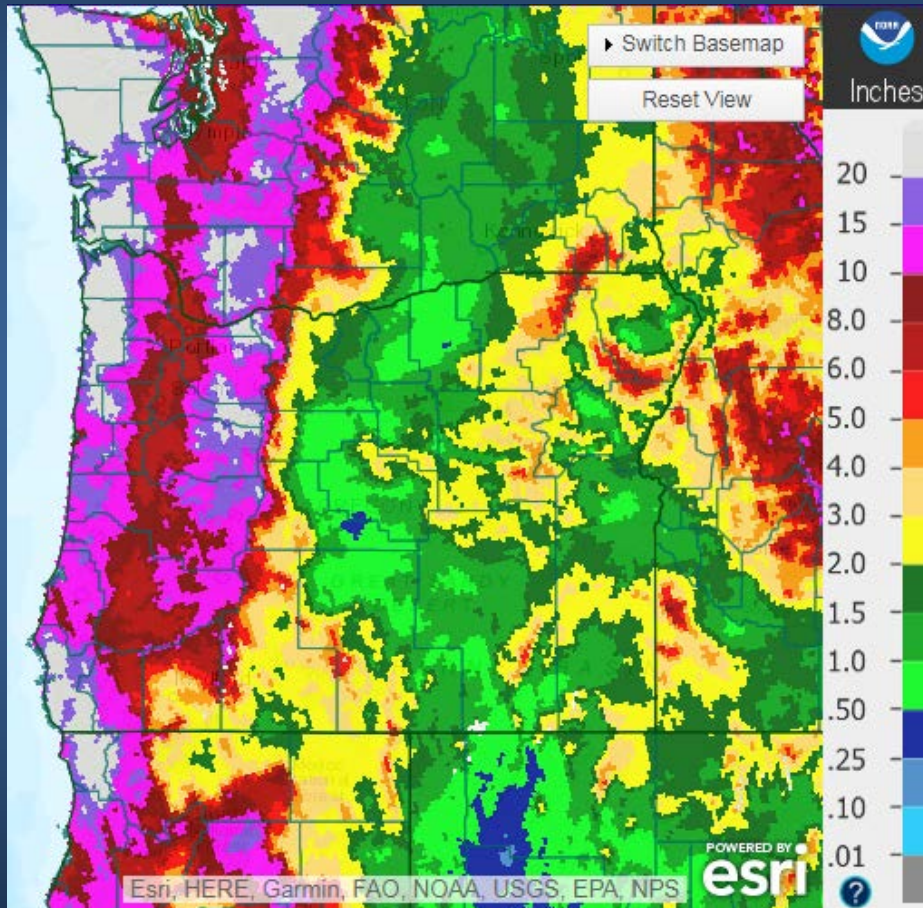 Switch Basemap
Reset View
NOAA
Inches
20
15
10
8.0
6.0
5.0
4.0
3.0
2.0
1.5
1.0
.50
.25
.10
.01
Esri, HERE, Garmin, FAO, NOAA, USGS, EPA, NPS
POWERED BY
esri
?